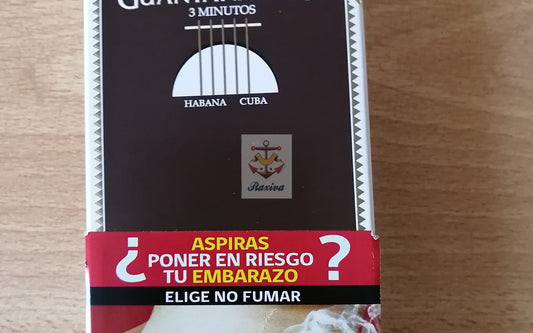 3 MINUTOS
HABANA CUBA
Raxiva
¿ ASPIRAS
PONER EN RIESGO
TU EMBARAZO ?
ELIGE NO FUMAR